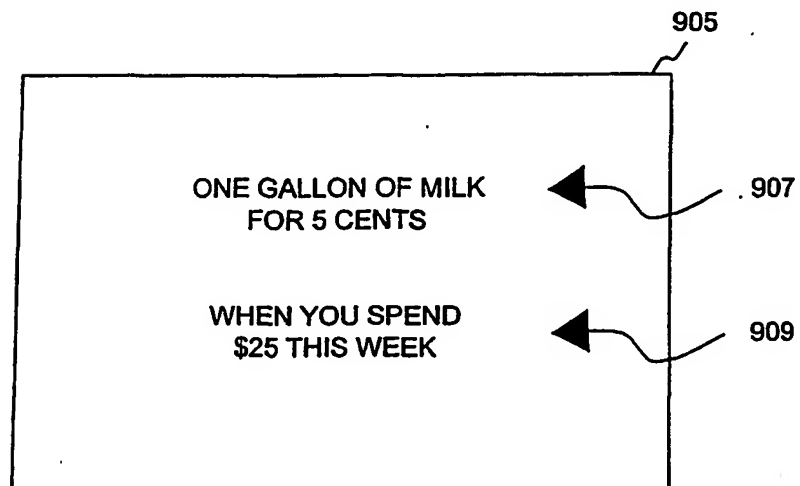 905
ONE GALLON OF MILK
FOR 5 CENTS
907
WHEN YOU SPEND
$25 THIS WEEK
909